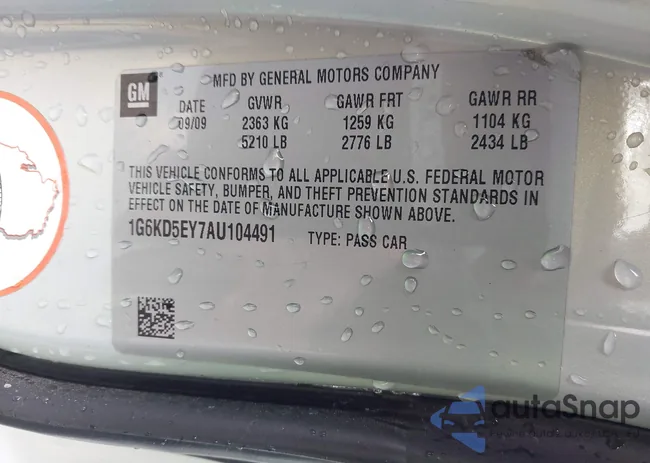 GM
MFD BY GENERAL MOTORS COMPANY
DATE GVWR GAWR FRT GAWR RR
09/09 2363 KG 1259 KG 1104 KG
5210 LB 2776 LB 2434 LB
THIS VEHICLE CONFORMS TO ALL APPLICABLE U.S. FEDERAL MOTOR
VEHICLE SAFETY, BUMPER, AND THEFT PREVENTION STANDARDS IN
EFFECT ON THE DATE OF MANUFACTURE SHOWN ABOVE.
1G6KD5EY7AU104491 TYPE: PASS CAR
autoSnap